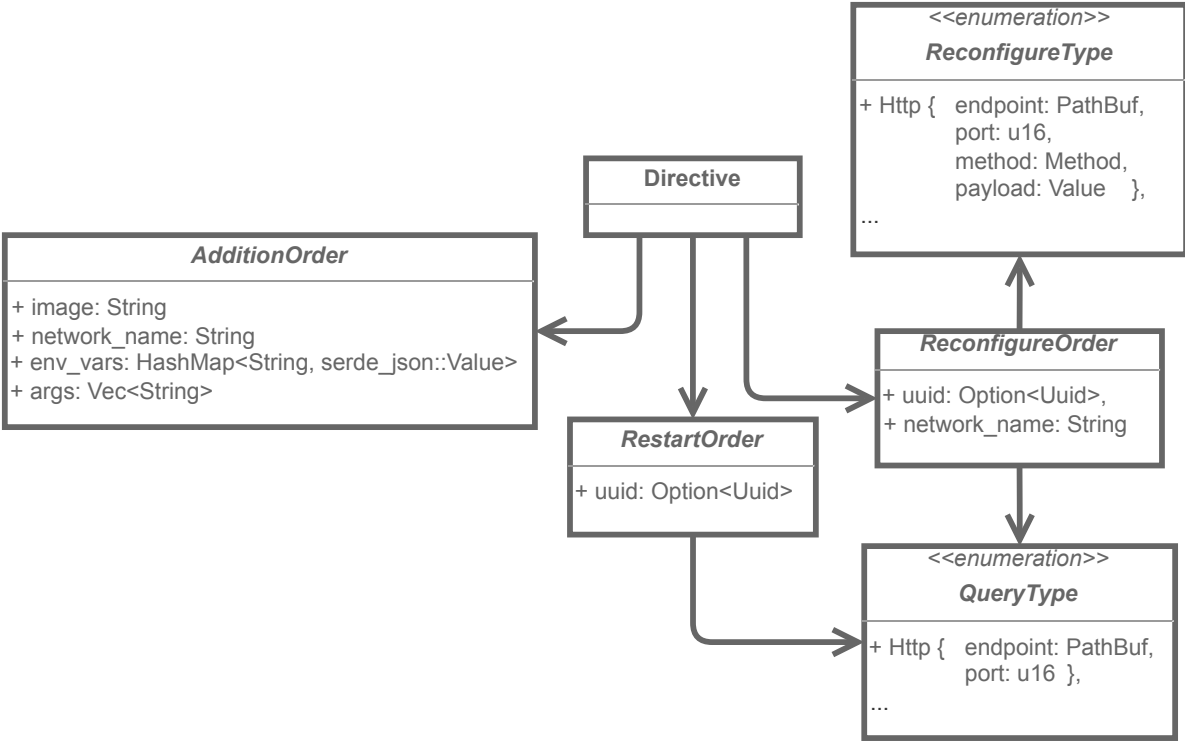 <<enumeration>>
ReconfigureType
+ Http { endpoint: PathBuf,
port: u16,
method: Method,
payload: Value },
...
Directive
AdditionOrder
+ image: String
+ network_name: String
+ env_vars: HashMap<String, serde_json::Value>
+ args: Vec<String>
ReconfigureOrder
+ uuid: Option<Uuid>,
+ network_name: String
RestartOrder
+ uuid: Option<Uuid>
<<enumeration>>
QueryType
+ Http { endpoint: PathBuf,
port: u16 },
...